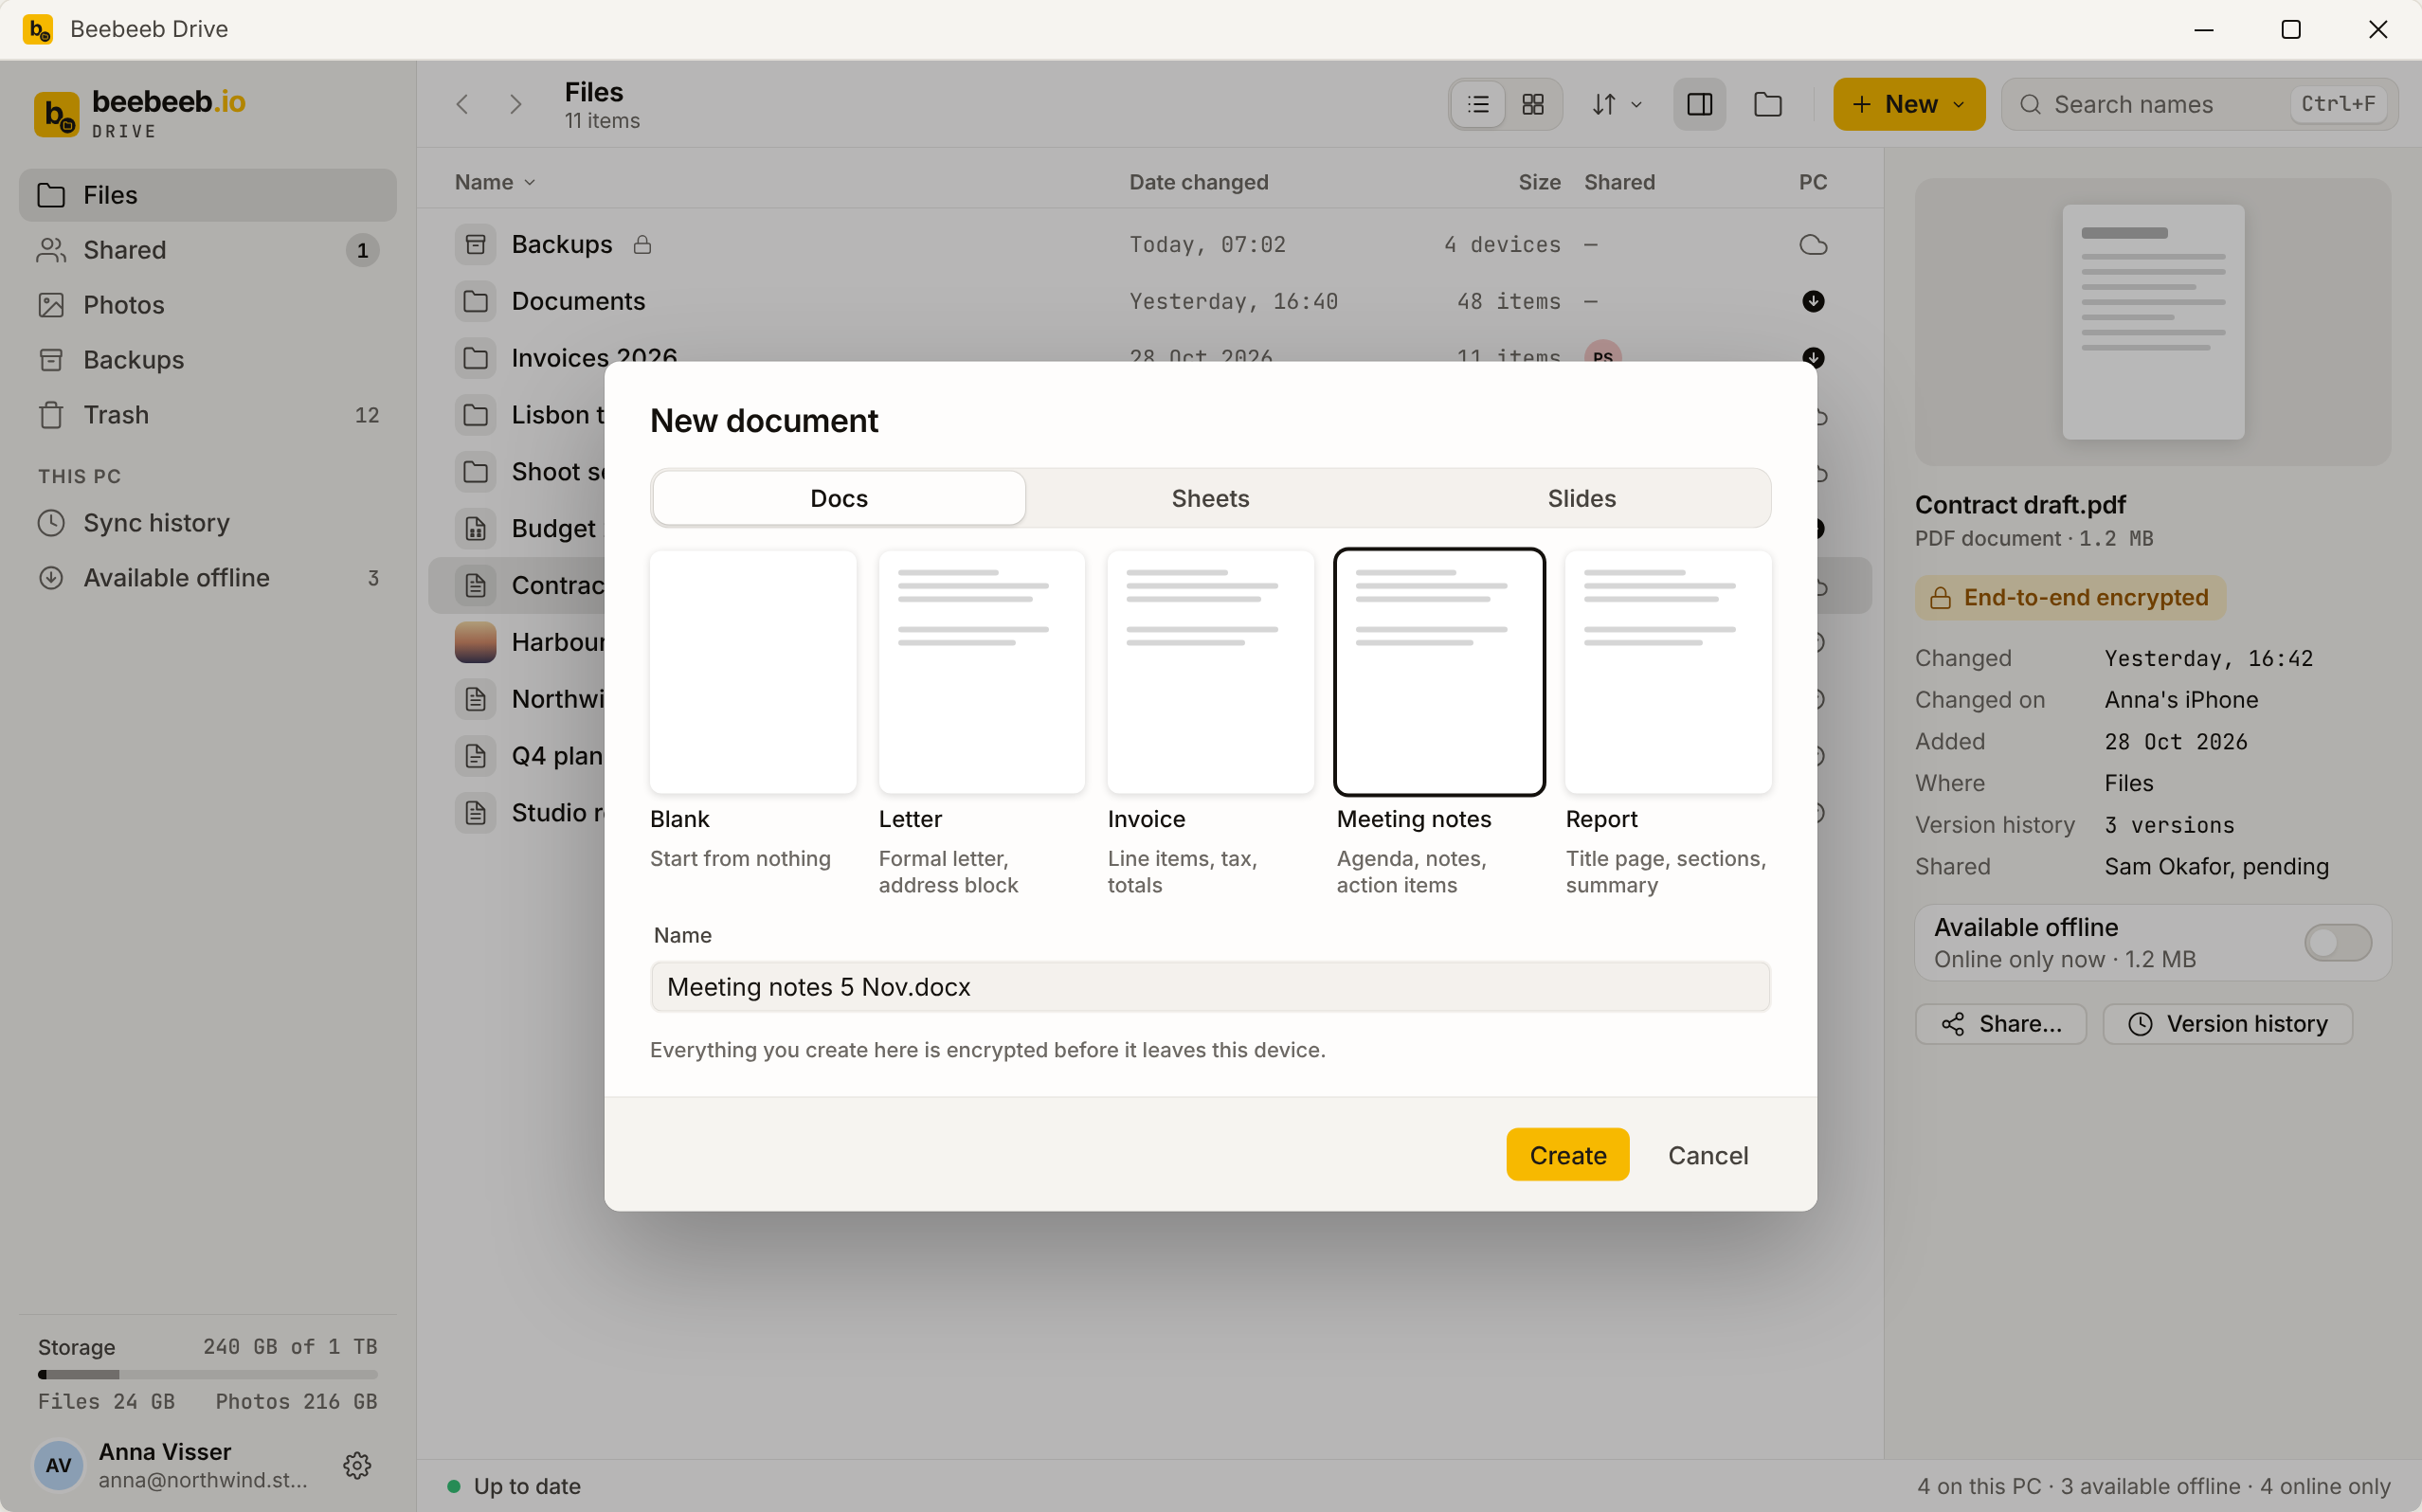 Beebeeb Drive
beebeeb.io
DRIVE
Files
Shared 1
Photos
Backups
Trash 12
THIS PC
Sync history
Available offline 3
Storage 240 GB of 1 TB
Files 24 GB Photos 216 GB
AV
Anna Visser
anna@northwind.st...
Files
11 items
New
Search names Ctrl+F
Name Date changed Size Shared PC
Backups Today, 07:02 4 devices —
Documents Yesterday, 16:40 48 items —
Invoices 2026 28 Oct 2026 11 items PS
Lisbon
Shoot
Budget
Contrac
Harbour
Northwi
Q4 plan
Studio
New document
Docs Sheets Slides
Blank
Start from nothing
Letter
Formal letter,
address block
Invoice
Line items, tax,
totals
Meeting notes
Agenda, notes,
action items
Report
Title page, sections,
summary
Name
Meeting notes 5 Nov.docx
Everything you create here is encrypted before it leaves this device.
Create Cancel
Contract draft.pdf
PDF document · 1.2 MB
End-to-end encrypted
Changed Yesterday, 16:42
Changed on Anna's iPhone
Added 28 Oct 2026
Where Files
Version history 3 versions
Shared Sam Okafor, pending
Available offline
Online only now · 1.2 MB
Share... Version history
Up to date
4 on this PC · 3 available offline · 4 online only